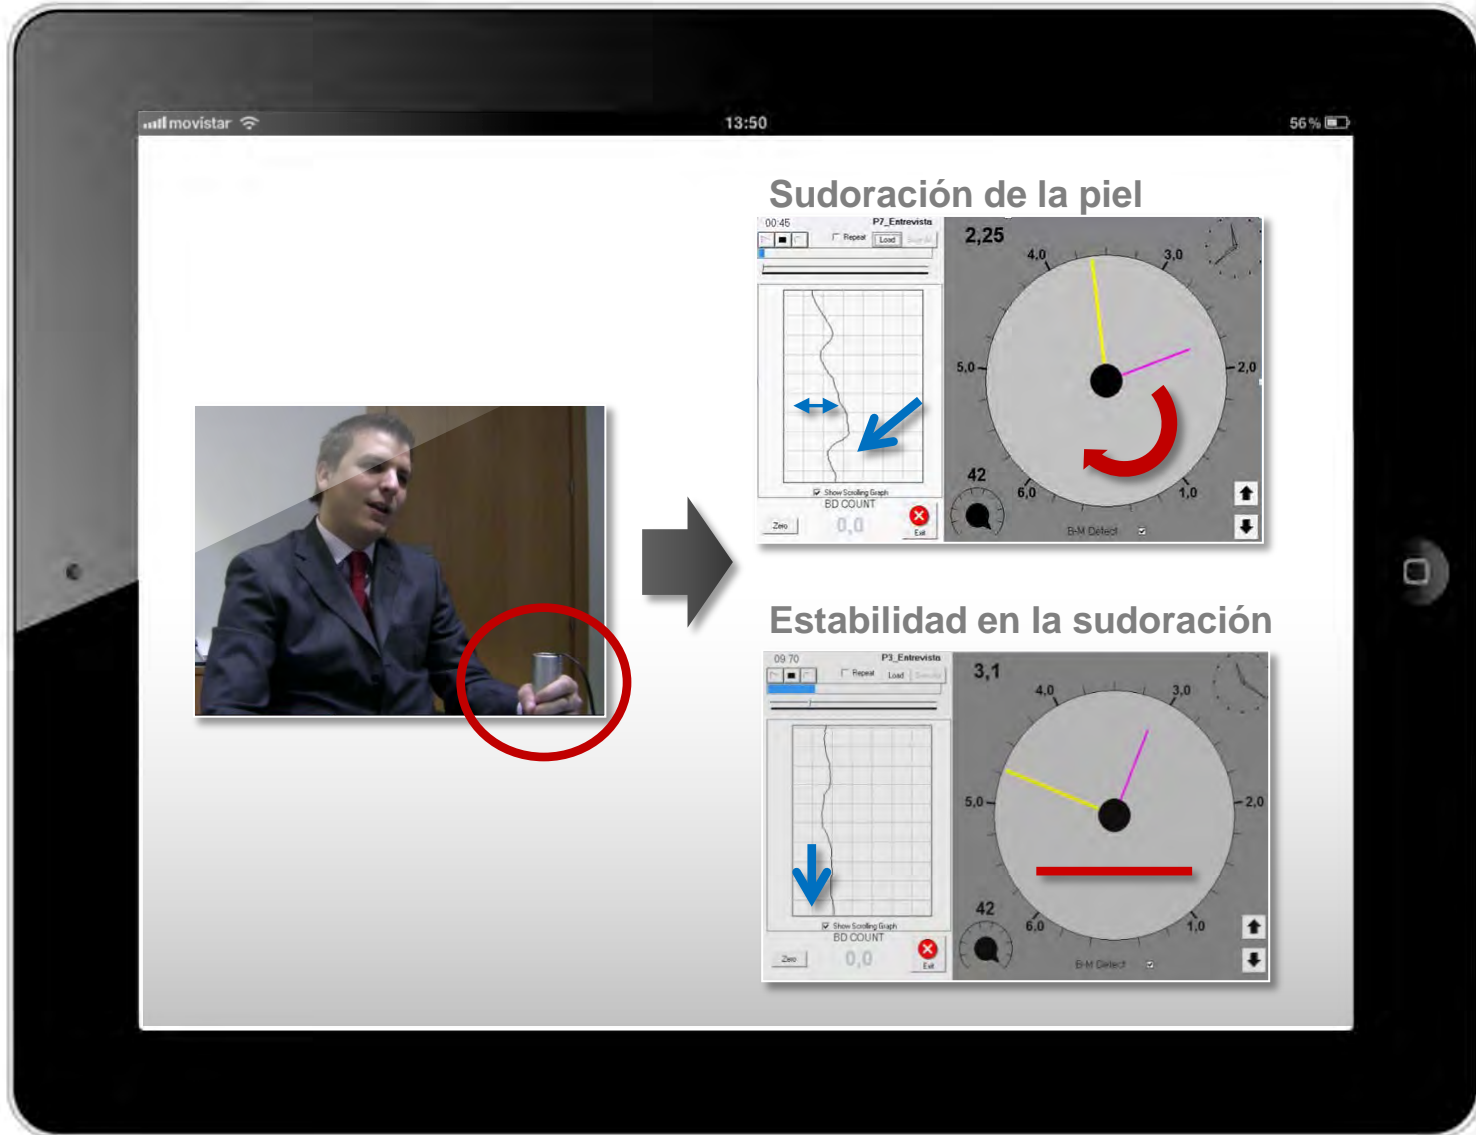 movistar
13:50
56 %
Sudoración de la piel
00:45
P7_Entrevista
Repeat
Load
Show Scrolling Graph
BD COUNT
Zero
0,0
Exit
2,25
4,0
3,0
5,0
2,0
6,0
1,0
42
B-M Detect
Estabilidad en la sudoración
09:70
P3_Entrevista
Repeat
Load
Show Scrolling Graph
BD COUNT
Zero
0,0
Exit
3,1
4,0
3,0
5,0
2,0
6,0
1,0
42
B-M Detect